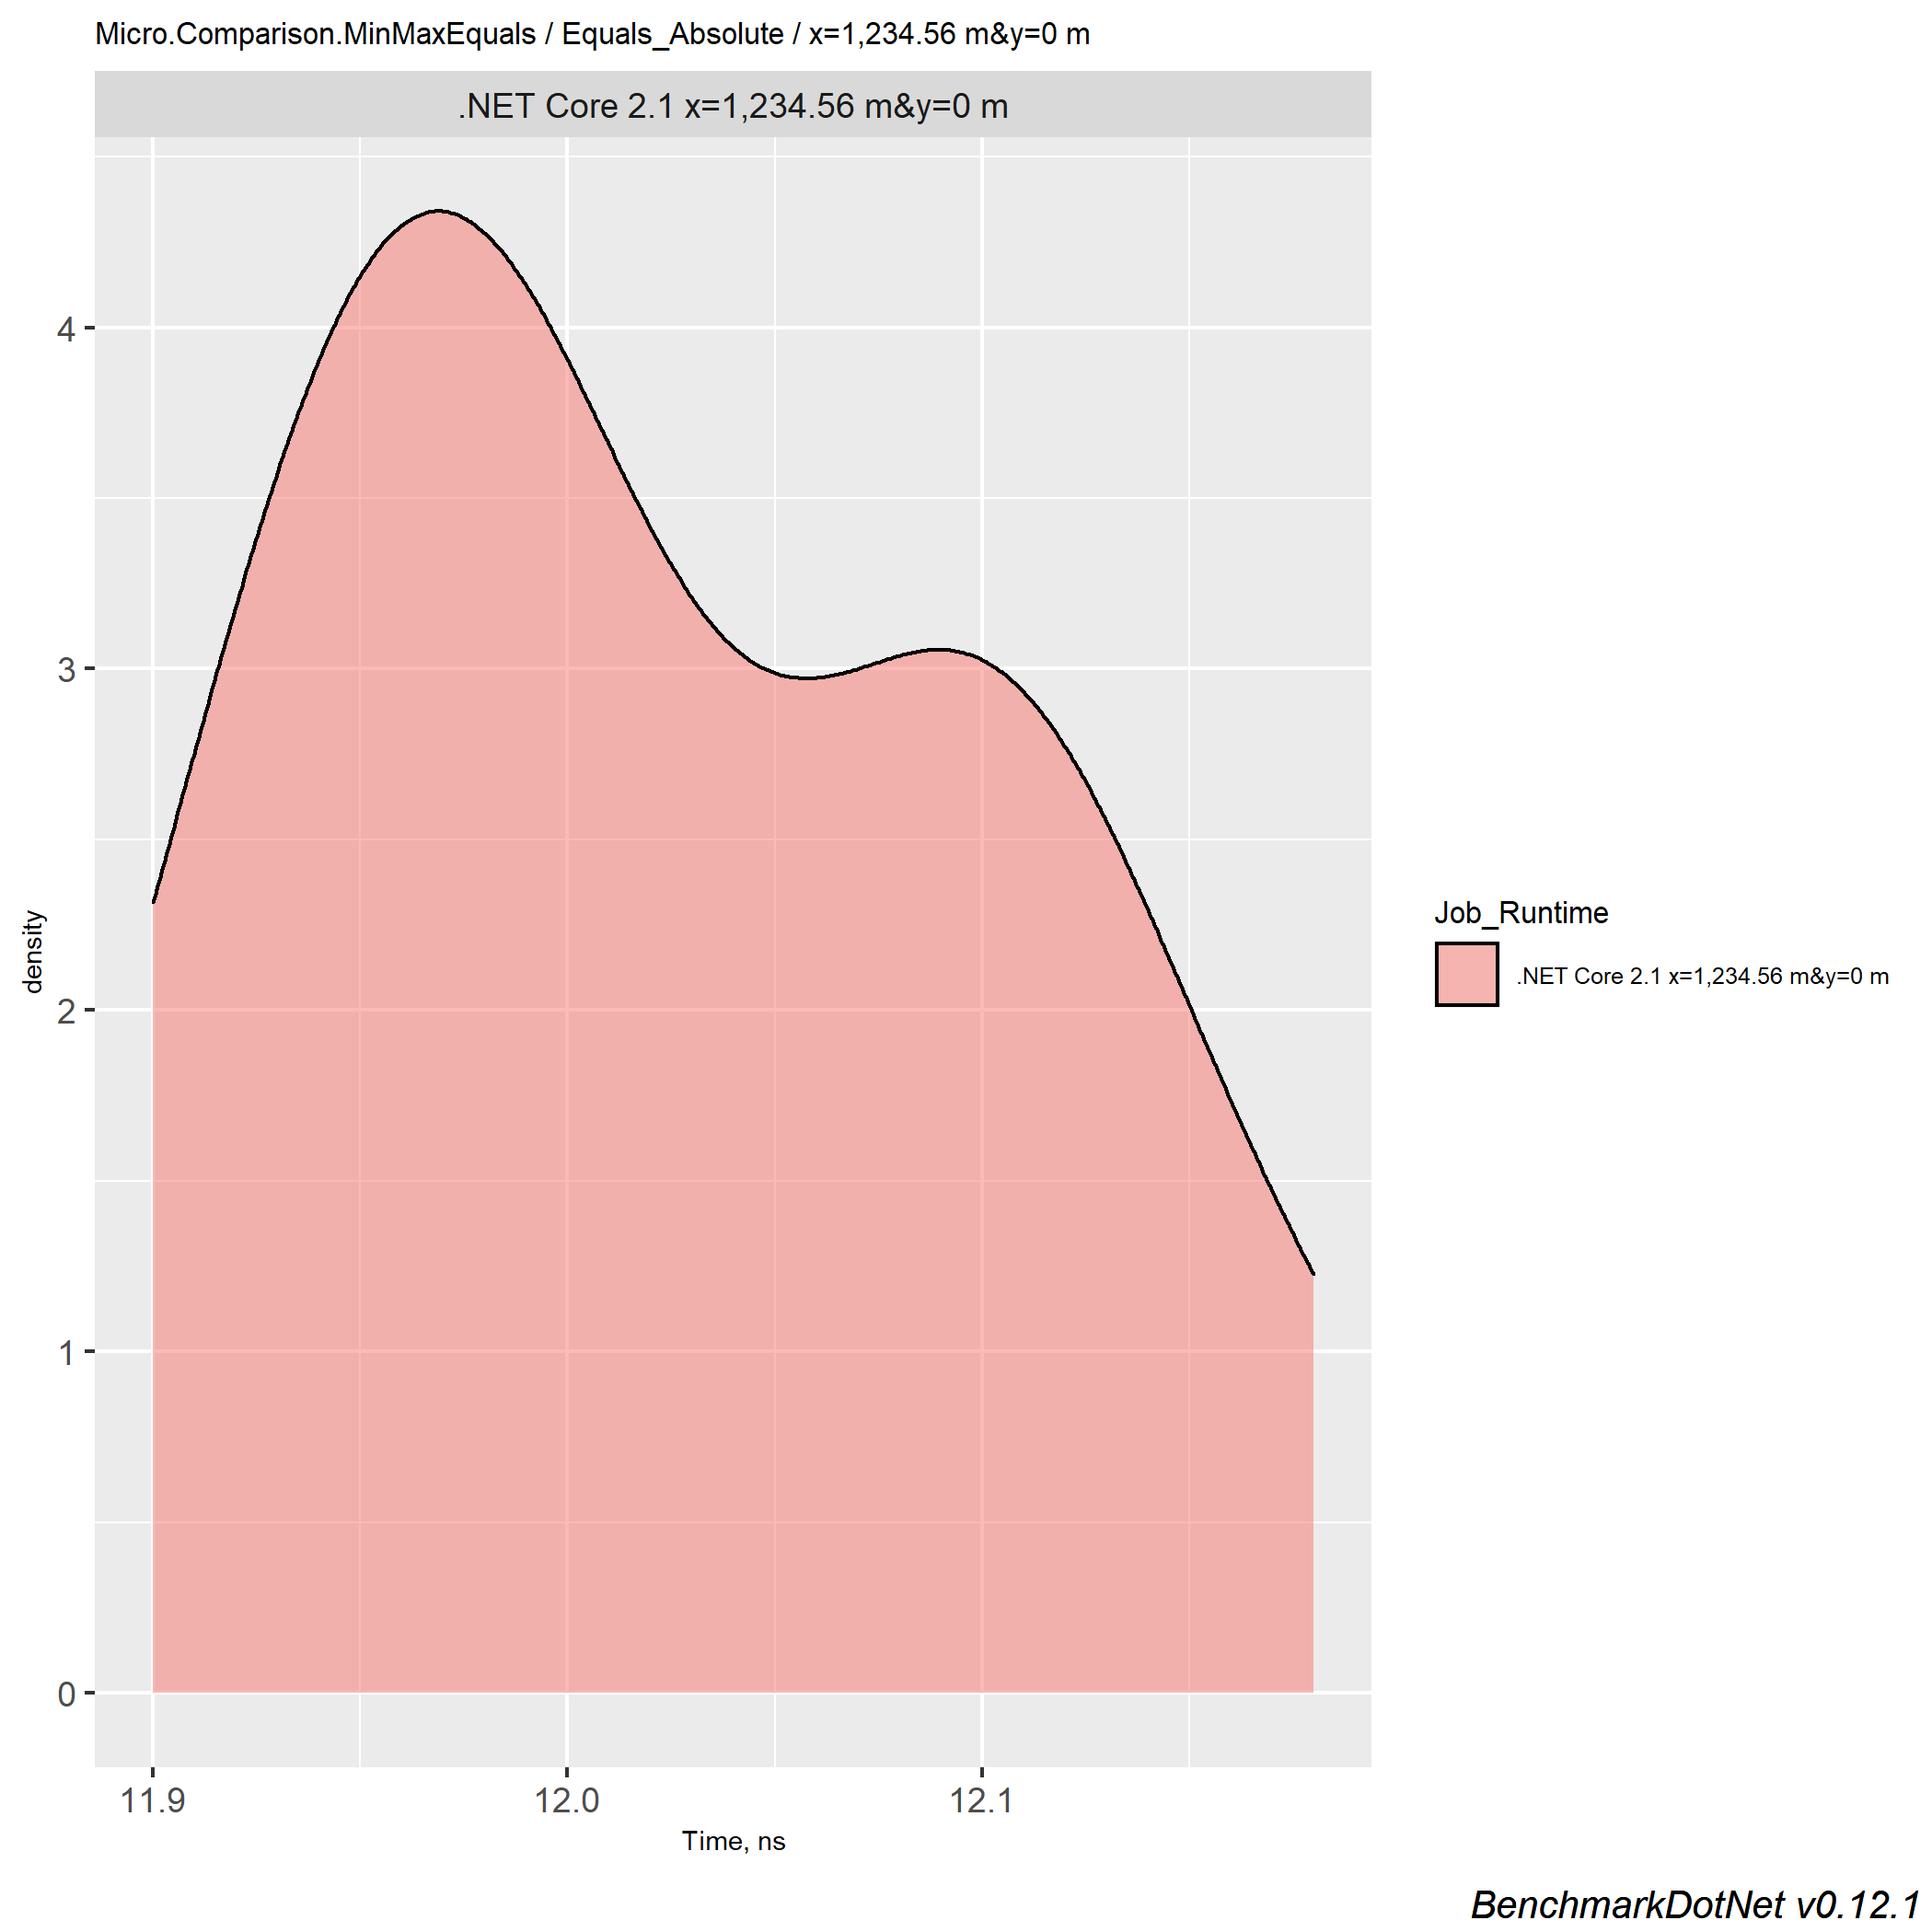 Micro.Comparison.MinMaxEquals / Equals_Absolute / x=1,234.56 m&y=0 m
.NET Core 2.1 x=1,234.56 m&y=0 m
4
3
2
1
0
density
11.9 12.0 12.1
Time, ns
Job_Runtime
.NET Core 2.1 x=1,234.56 m&y=0 m
BenchmarkDotNet v0.12.1